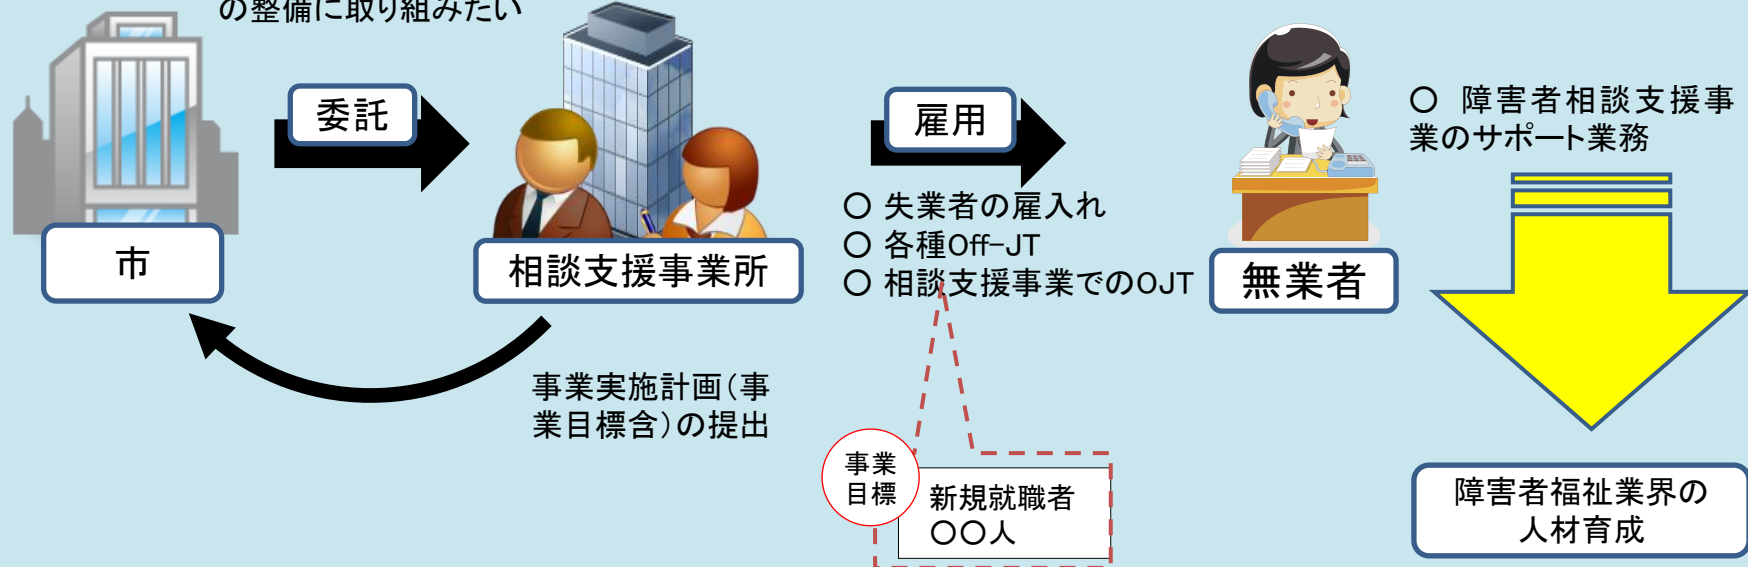 の整備に取り組みたい
委託
雇用
〇 障害者相談支援事
業のサポート業務
〇 失業者の雇入れ
〇 各種Off-JT
〇 相談支援事業でのOJT
市
相談支援事業所
無業者
事業実施計画(事
業目標含)の提出
事業
目標
新規就職者
〇〇人
障害者福祉業界の
人材育成